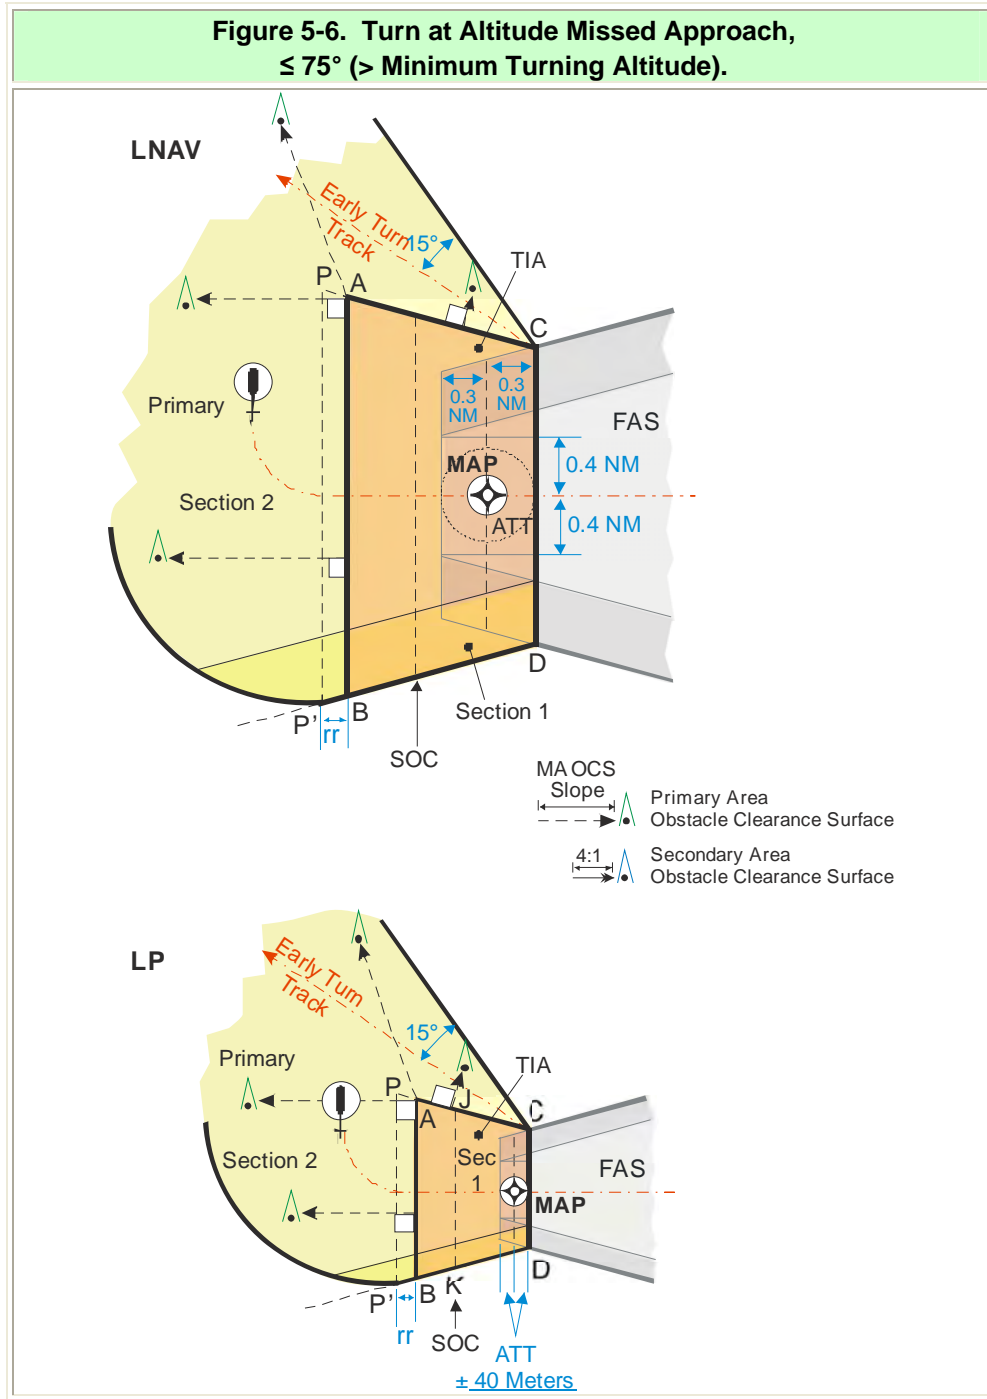 Figure 5-6.  Turn at Altitude Missed Approach,
≤ 75° (> Minimum Turning Altitude).
LNAV
Early Turn
Track
15°
TIA
P
A
C
0.3
NM
0.3
NM
Primary
FAS
MAP
0.4 NM
Section 2
ATT
0.4 NM
D
P’
B
rr
Section 1
SOC
MA OCS
Slope
Primary Area
Obstacle Clearance Surface
4:1
Secondary Area
Obstacle Clearance Surface
LP
Early Turn
Track
15°
Primary
TIA
P
J
A
C
Section 2
Sec
1
FAS
MAP
D
P’
B
K
rr
SOC
ATT
± 40 Meters